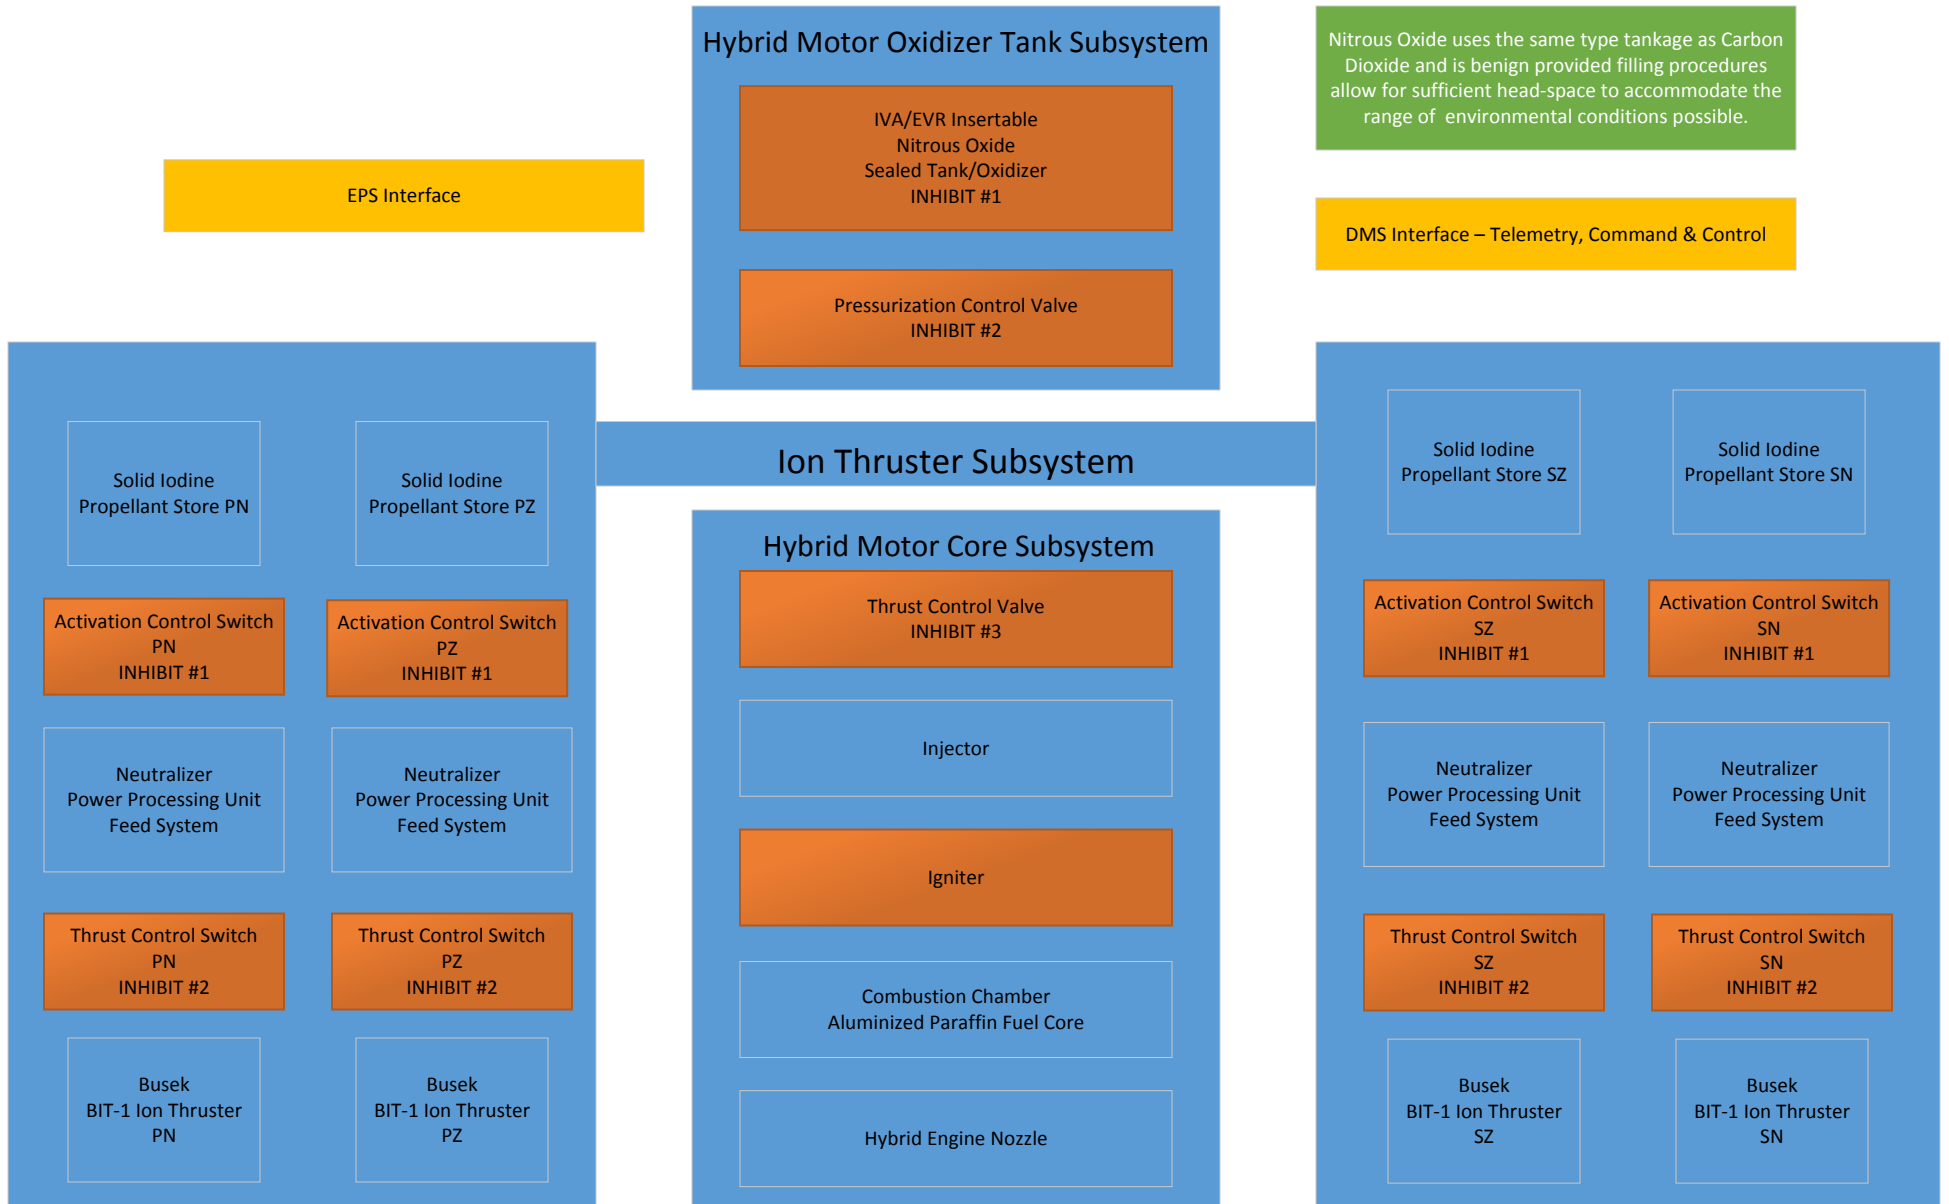 Hybrid Motor Oxidizer Tank Subsystem
IVA/EVR Insertable
Nitrous Oxide
Sealed Tank/Oxidizer
INHIBIT #1
Pressurization Control Valve
INHIBIT #2
Nitrous Oxide uses the same type tankage as Carbon
Dioxide and is benign provided filling procedures
allow for sufficient head-space to accommodate the
range of environmental conditions possible.
EPS Interface
DMS Interface – Telemetry, Command & Control
Ion Thruster Subsystem
Solid Iodine
Propellant Store PN
Solid Iodine
Propellant Store PZ
Activation Control Switch
PN
INHIBIT #1
Activation Control Switch
PZ
INHIBIT #1
Neutralizer
Power Processing Unit
Feed System
Neutralizer
Power Processing Unit
Feed System
Thrust Control Switch
PN
INHIBIT #2
Thrust Control Switch
PZ
INHIBIT #2
Busek
BIT-1 Ion Thruster
PN
Busek
BIT-1 Ion Thruster
PZ
Hybrid Motor Core Subsystem
Thrust Control Valve
INHIBIT #3
Injector
Igniter
Combustion Chamber
Aluminized Paraffin Fuel Core
Hybrid Engine Nozzle
Solid Iodine
Propellant Store SZ
Solid Iodine
Propellant Store SN
Activation Control Switch
SZ
INHIBIT #1
Activation Control Switch
SN
INHIBIT #1
Neutralizer
Power Processing Unit
Feed System
Neutralizer
Power Processing Unit
Feed System
Thrust Control Switch
SZ
INHIBIT #2
Thrust Control Switch
SN
INHIBIT #2
Busek
BIT-1 Ion Thruster
SZ
Busek
BIT-1 Ion Thruster
SN